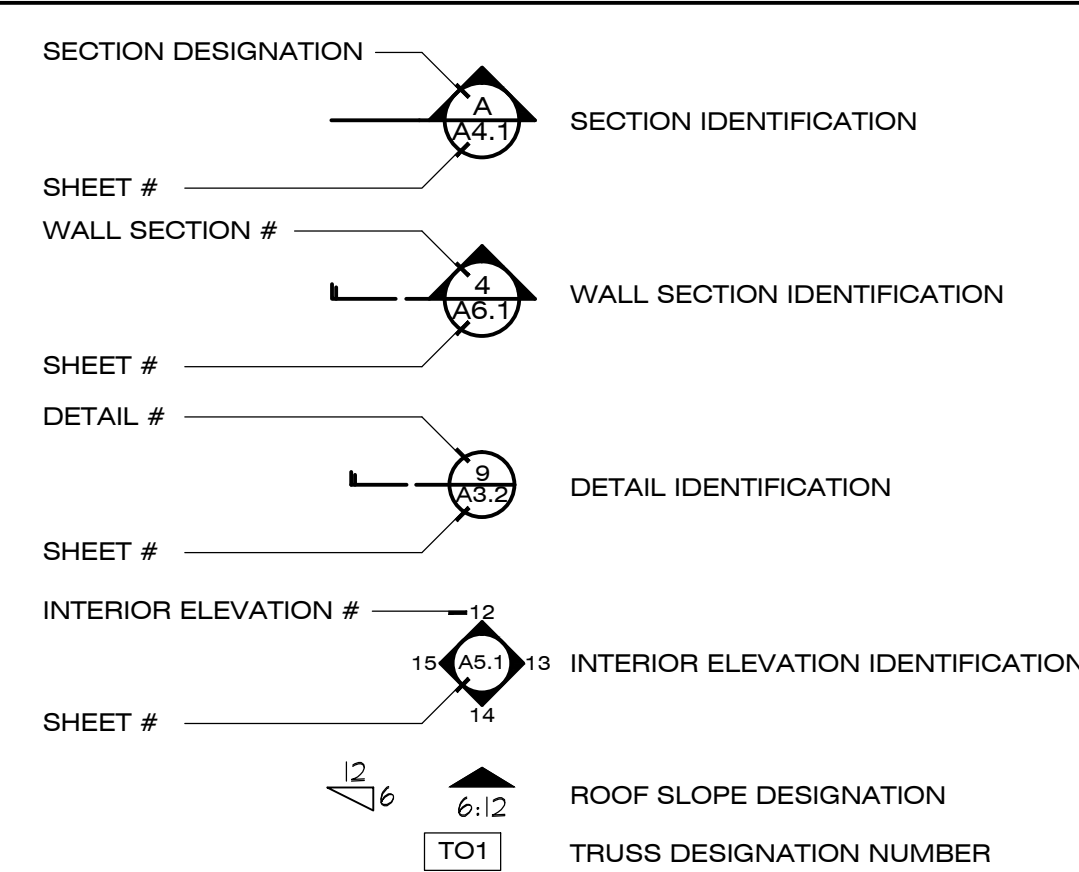 SECTION DESIGNATION
A
A4.1
SECTION IDENTIFICATION
SHEET #
WALL SECTION #
4
A6.1
WALL SECTION IDENTIFICATION
SHEET #
DETAIL #
9
A3.2
DETAIL IDENTIFICATION
SHEET #
INTERIOR ELEVATION #
12
15 A5.1 13 INTERIOR ELEVATION IDENTIFICATION
14
SHEET #
12
6
6:12
ROOF SLOPE DESIGNATION
TO1 TRUSS DESIGNATION NUMBER